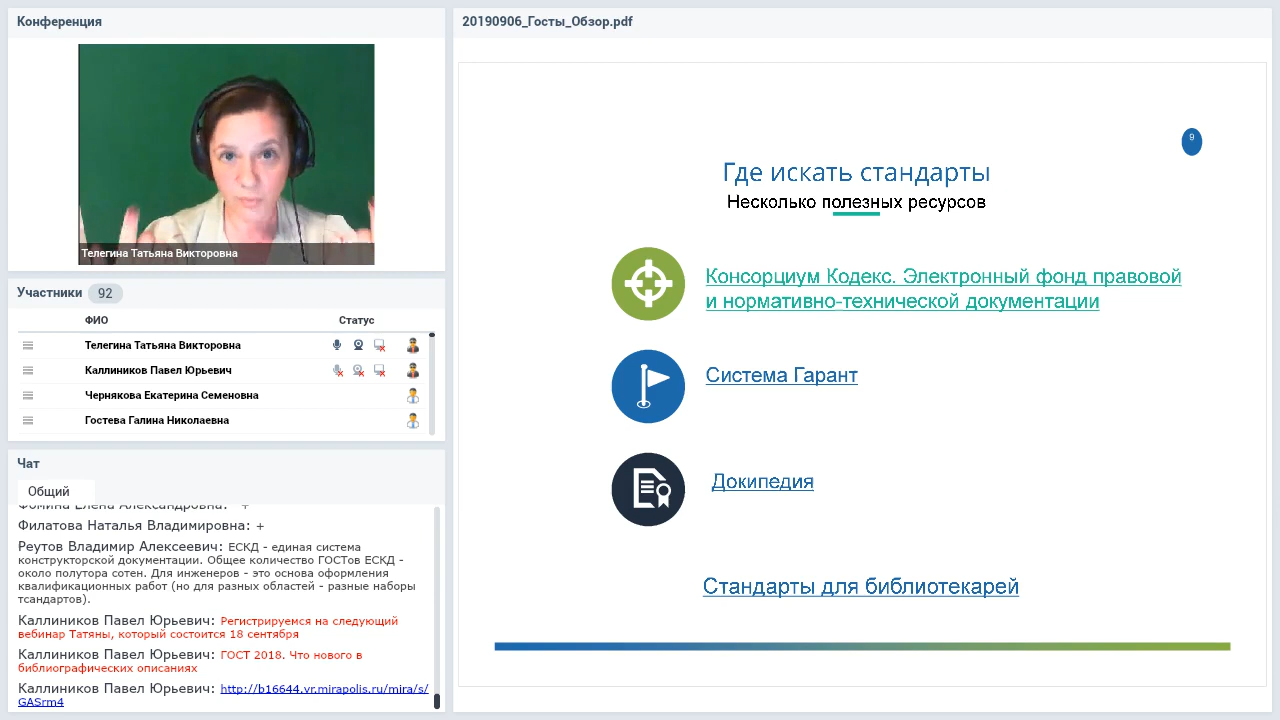 Конференция
Телегина Татьяна Викторовна
Участники 92
ФИО Статус
Телегина Татьяна Викторовна
Каллиников Павел Юрьевич
Чернякова Екатерина Семеновна
Гостева Галина Николаевна
Чат
Общий
Фомина Елена Александровна: +
Филатова Наталья Владимировна: +
Реутов Владимир Алексеевич: ЕСКД - единая система
конструкторской документации. Общее количество ГОСТов ЕСКД -
около полутора сотен. Для инженеров - это основа оформления
квалификационных работ (но для разных областей - разные наборы
тсандартов).
Каллиников Павел Юрьевич: Регистрируемся на следующий
вебинар Татяны, который состоится 18 сентября
Каллиников Павел Юрьевич: ГОСТ 2018. Что нового в
библиографических описаниях
Каллиников Павел Юрьевич: http://b16644.vr.mirapolis.ru/mira/s/
GASrm4
20190906_Госты_Обзор.pdf
9
Где искать стандарты
Несколько полезных ресурсов
Консорциум Кодекс. Электронный фонд правовой
и нормативно-технической документации
Система Гарант
Докипедия
Стандарты для библиотекарей